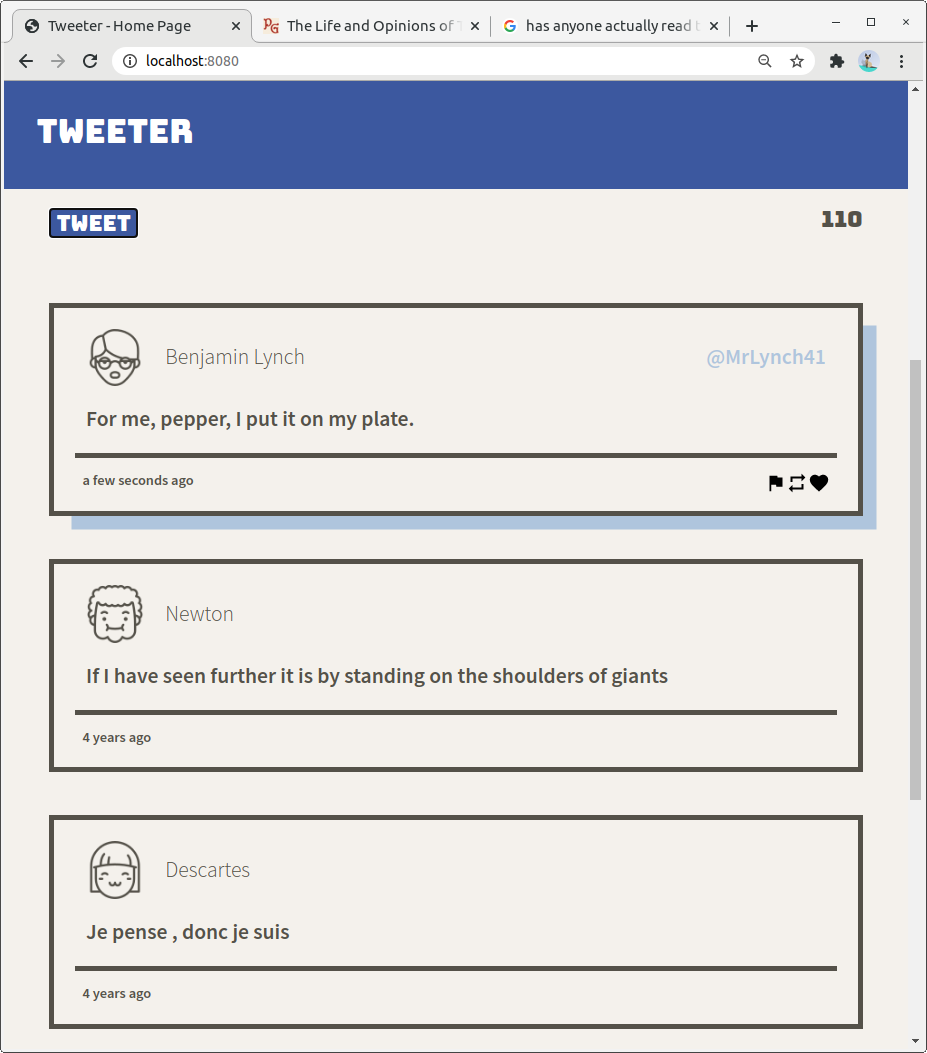 Tweeter - Home Page
The Life and Opinions of
has anyone actually read
localhost:8080
TWEETER
TWEET
110
Benjamin Lynch
@MrLynch41
For me, pepper, I put it on my plate.
a few seconds ago
Newton
If I have seen further it is by standing on the shoulders of giants
4 years ago
Descartes
Je pense , donc je suis
4 years ago